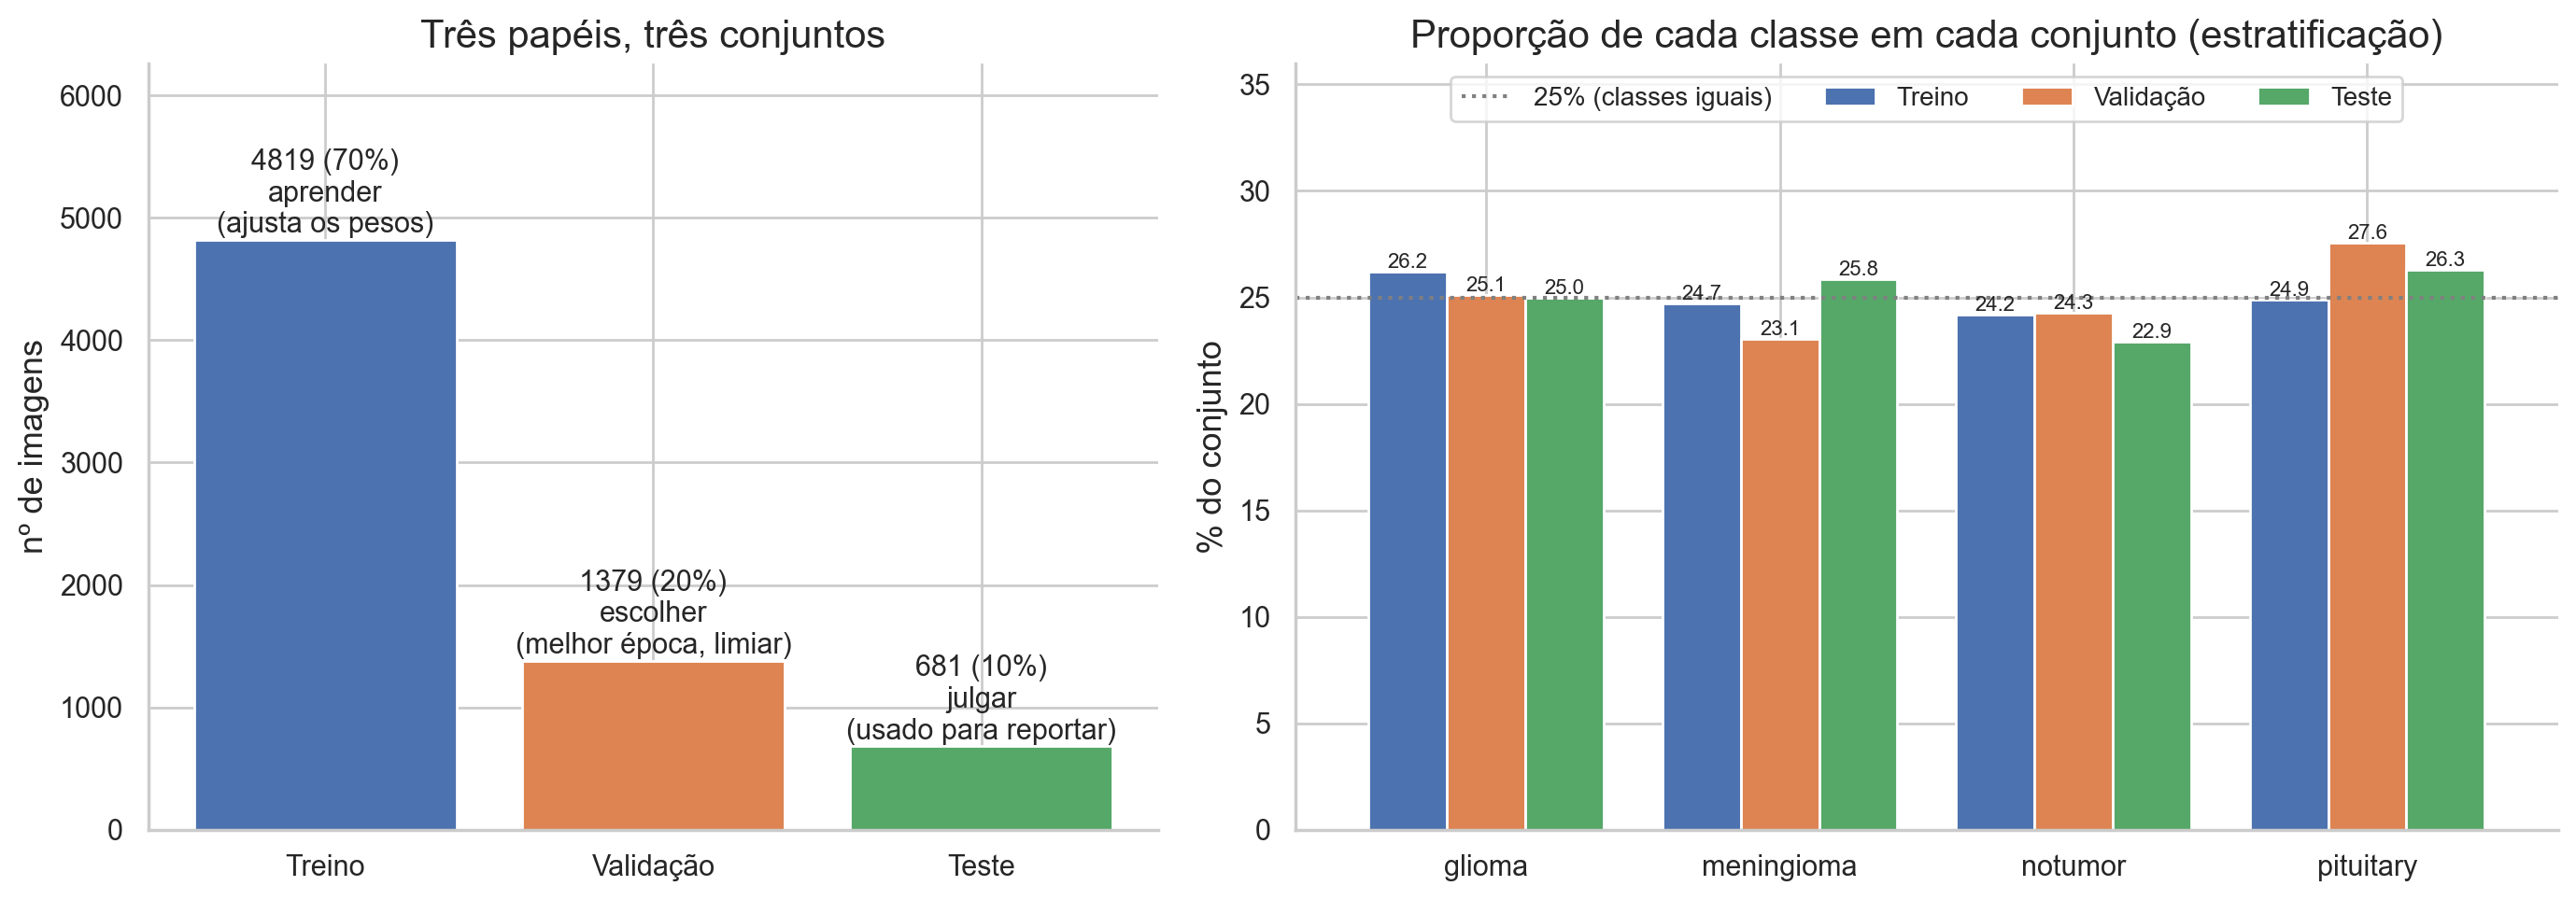 Três papéis, três conjuntos
nº de imagens
6000
5000
4000
3000
2000
1000
0
4819 (70%)
aprender
(ajusta os pesos)
1379 (20%)
escolher
(melhor época, limiar)
681 (10%)
julgar
(usado para reportar)
Treino
Validação
Teste
Proporção de cada classe em cada conjunto (estratificação)
% do conjunto
35
30
25
20
15
10
5
0
25% (classes iguais)
Treino
Validação
Teste
26.2
25.1
25.0
24.7
23.1
25.8
24.2
24.3
22.9
24.9
27.6
26.3
glioma
meningioma
notumor
pituitary